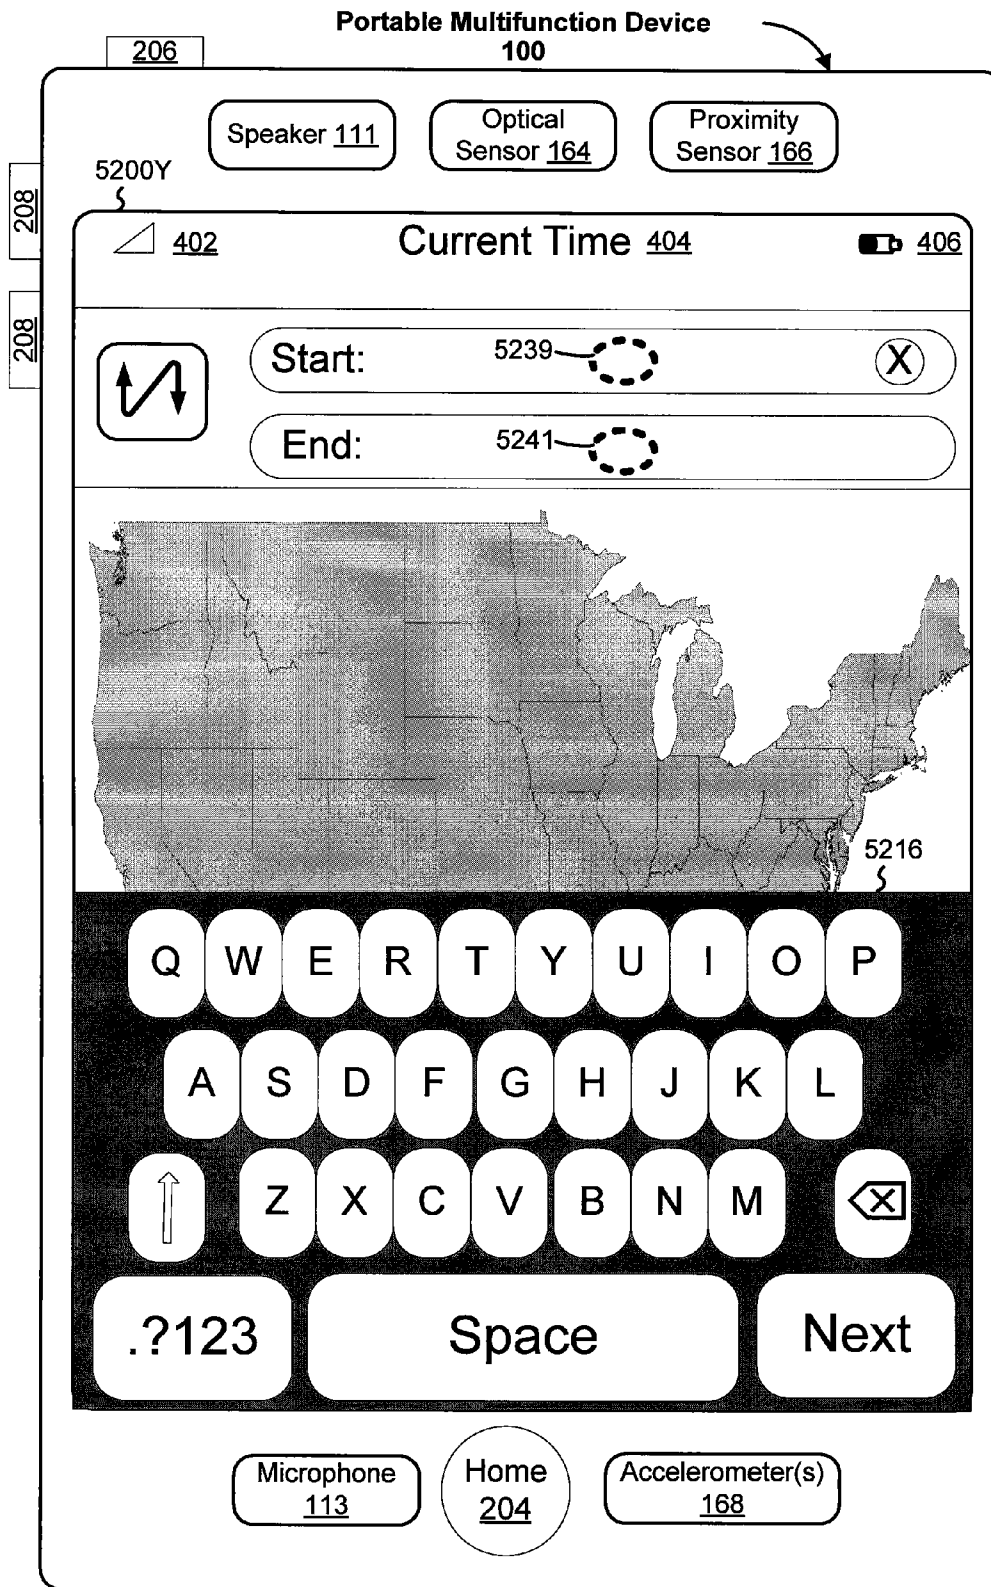 Portable Multifunction Device
100
206
Speaker 111
Optical
Sensor 164
Proximity
Sensor 166
5200Y
208
208
402
Current Time 404
406
Start:
5239
X
End:
5241
5216
Q W E R T Y U I O P
A S D F G H J K L
Z X C V B N M
.?123
Space
Next
Microphone
113
Home
204
Accelerometer(s)
168